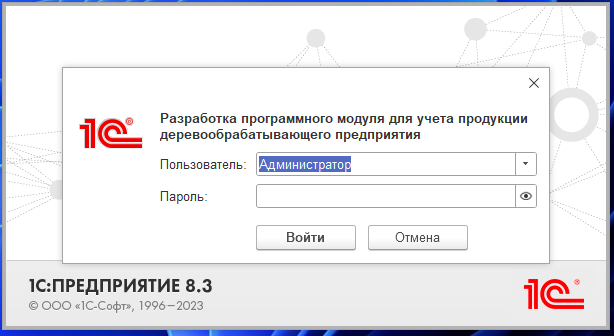 1С®
Разработка программного модуля для учета продукции
деревообрабатывающего предприятия
Пользователь: Администратор
Пароль:
Войти Отмена
1С:ПРЕДПРИЯТИЕ 8.3
© ООО «1С-Софт», 1996–2023
1С®